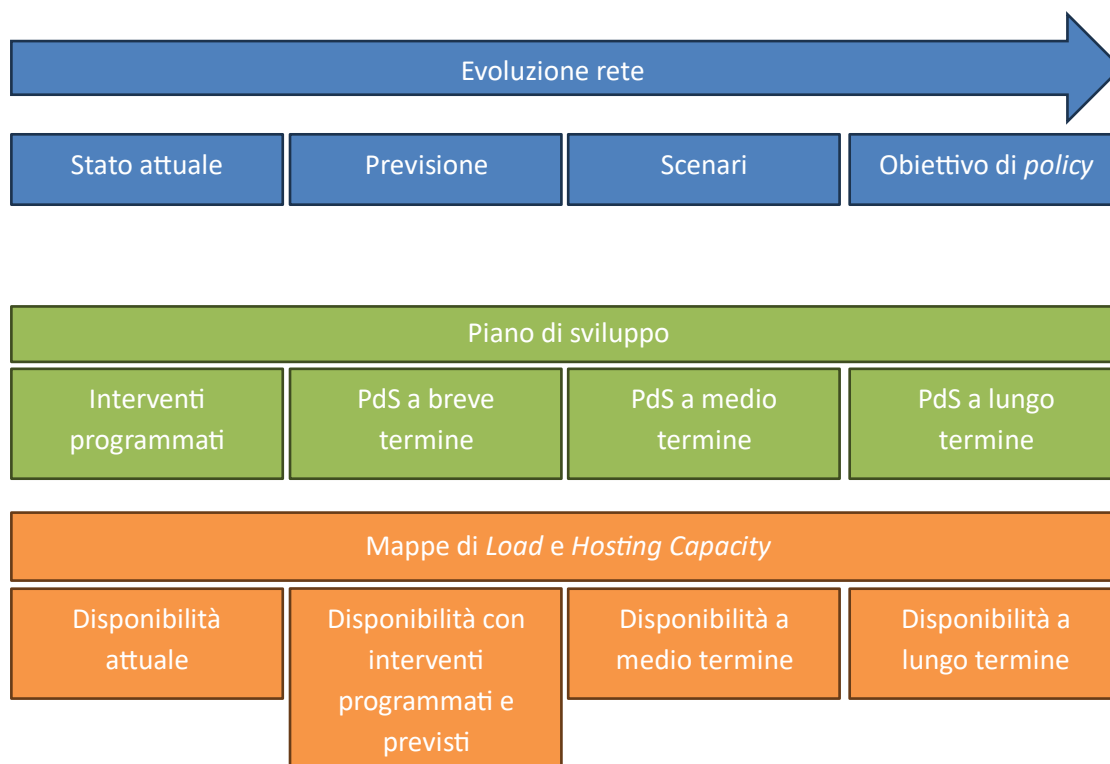 Evoluzione rete
Stato attuale
Previsione
Scenari
Obiettivo di policy
Piano di sviluppo
Interventi
programmati
PdS a breve
termine
PdS a medio
termine
PdS a lungo
termine
Mappe di Load e Hosting Capacity
Disponibilità
attuale
Disponibilità con
interventi
programmati e
previsti
Disponibilità a
medio termine
Disponibilità a
lungo termine